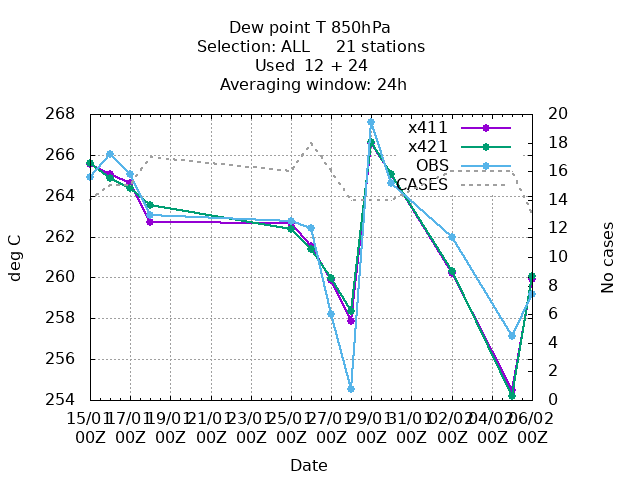 Dew point T 850hPa
Selection: ALL     21 stations
Used  12 + 24
Averaging window: 24h
268
266
264
262
260
258
256
254
deg C
20
18
16
14
12
10
8
6
4
2
0
No cases
x411
x421
OBS
CASES
15/01 17/01 19/01 21/01 23/01 25/01 27/01 29/01 31/01 02/02 04/02 06/02
00Z 00Z 00Z 00Z 00Z 00Z 00Z 00Z 00Z 00Z 00Z 00Z
Date